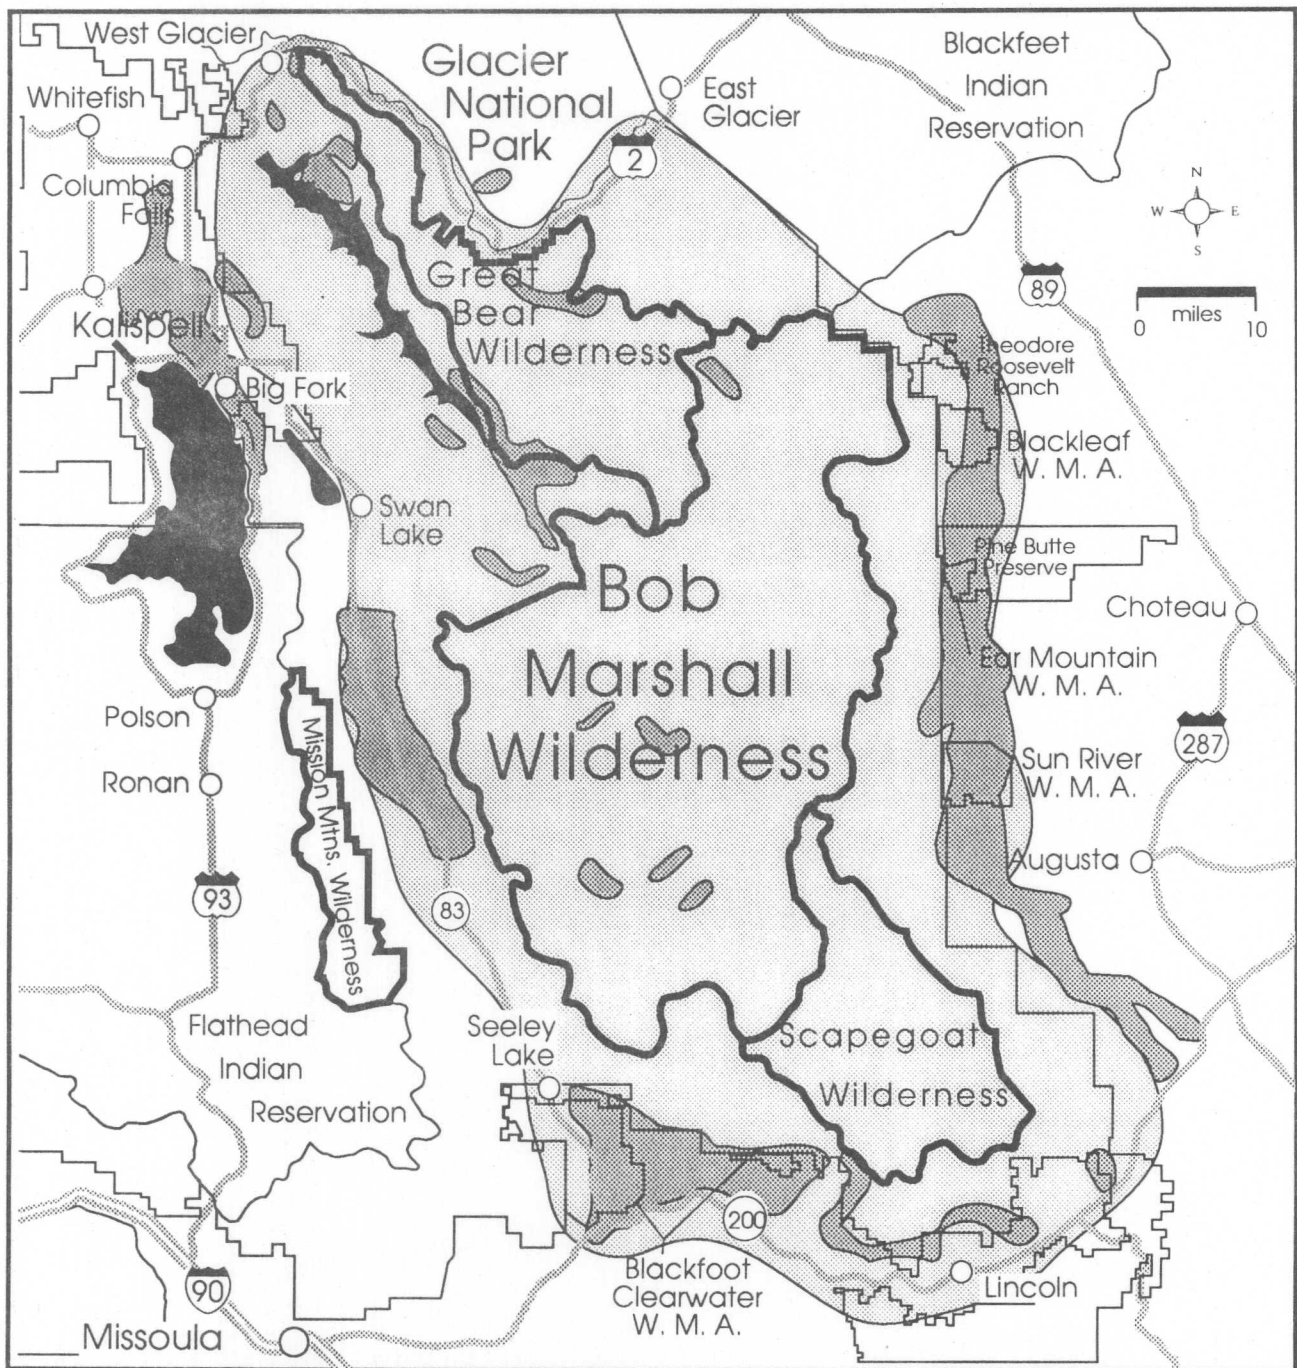 West Glacier
Whitefish
Columbia
Falls
Kalispell
Big Fork
Glacier
National
Park
East
Glacier
2
Blackfeet
Indian
Reservation
N
W E
S
89
0 miles 10
Great
Bear
Wilderness
Theodore
Roosevelt
Ranch
Blackleaf
W. M. A.
Swan
Lake
Pine Butte
Preserve
Choteau
Bob
Marshall
Wilderness
Ear Mountain
W. M. A.
Polson
Ronan
Mission Mtns. Wilderness
287
Sun River
W. M. A.
Augusta
93
83
Flathead
Indian
Reservation
Seeley
Lake
Scapegoat
Wilderness
200
Blackfoot
Clearwater
W. M. A.
Lincoln
90
Missoula